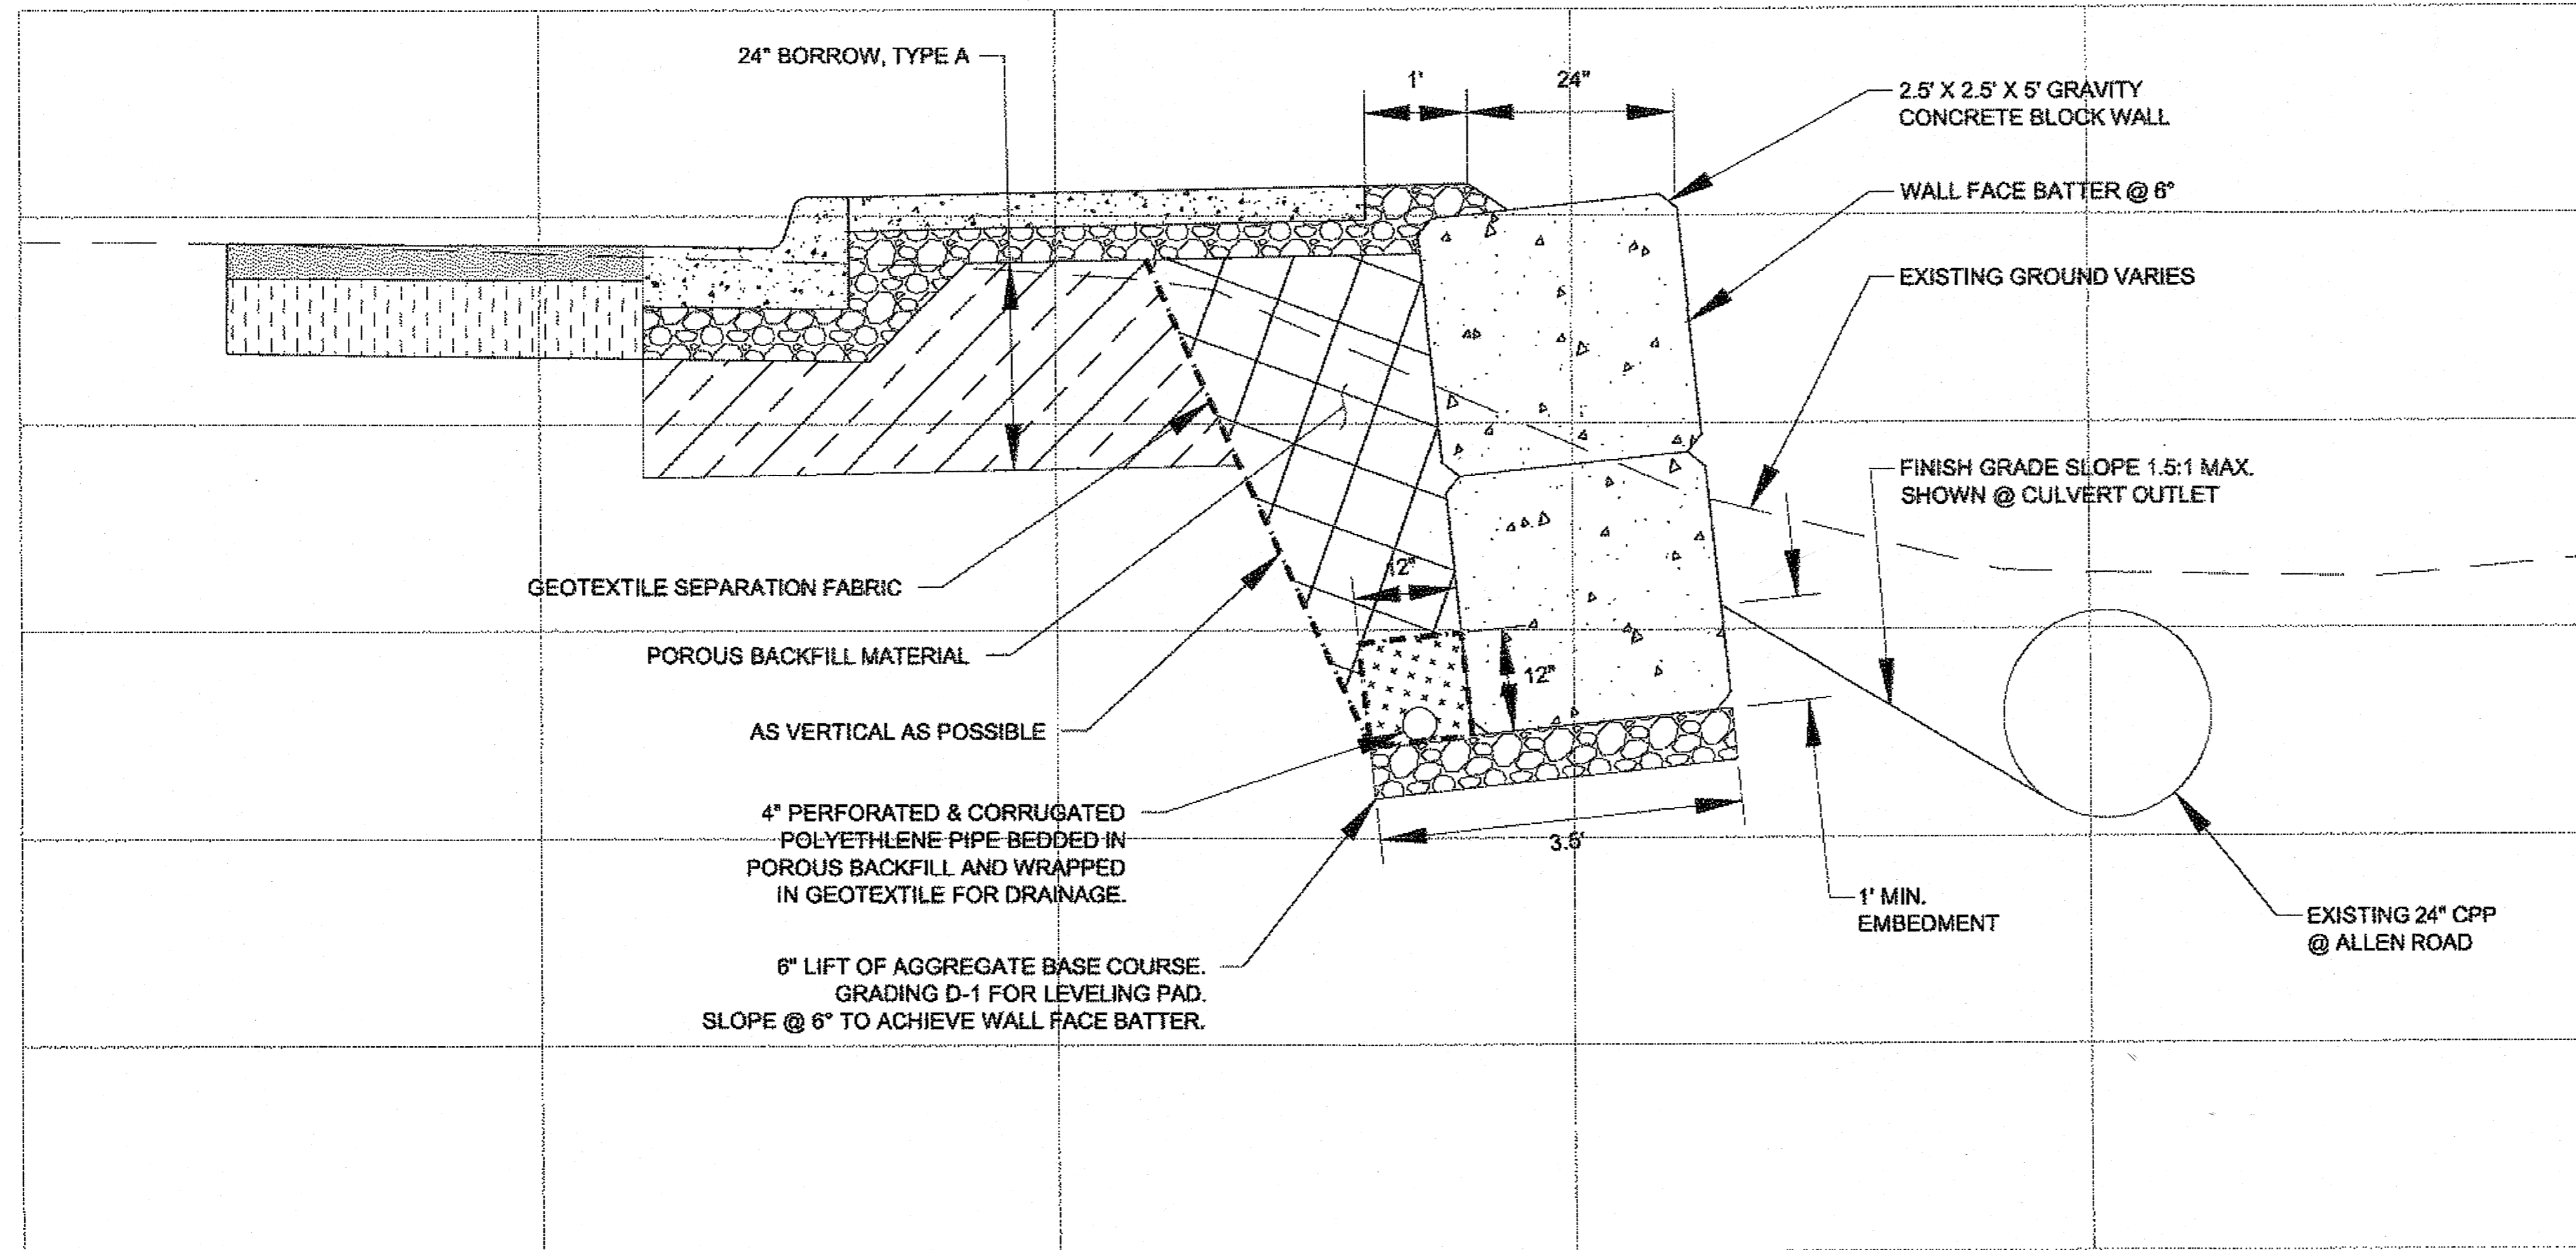 24" BORROW, TYPE A
1'
24"
2.5' X 2.5' X 5' GRAVITY
CONCRETE BLOCK WALL
WALL FACE BATTER @ 6°
EXISTING GROUND VARIES
FINISH GRADE SLOPE 1.5:1 MAX.
SHOWN @ CULVERT OUTLET
GEOTEXTILE SEPARATION FABRIC
12"
POROUS BACKFILL MATERIAL
12"
AS VERTICAL AS POSSIBLE
4" PERFORATED & CORRUGATED
POLYETHLENE PIPE BEDDED IN
POROUS BACKFILL AND WRAPPED
IN GEOTEXTILE FOR DRAINAGE.
3.5'
1' MIN.
EMBEDMENT
EXISTING 24" CPP
@ ALLEN ROAD
6" LIFT OF AGGREGATE BASE COURSE.
GRADING D-1 FOR LEVELING PAD.
SLOPE @ 6° TO ACHIEVE WALL FACE BATTER.